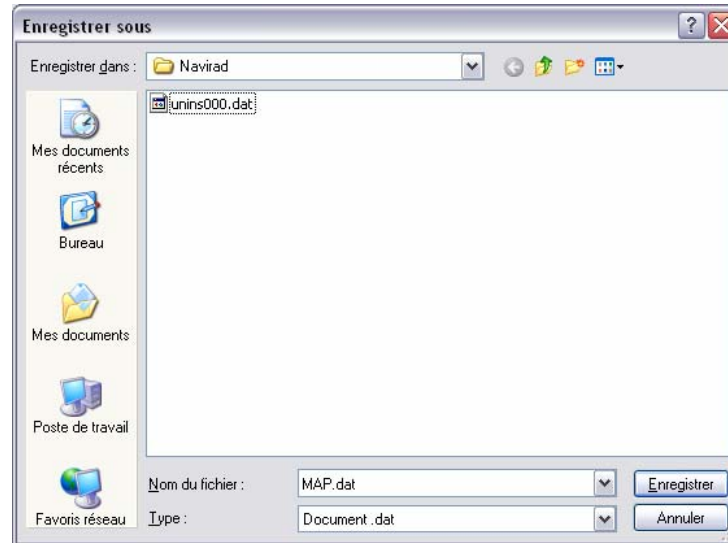 Enregistrer sous
Enregistrer dans :
Navirad
unins000.dat
Mes documents
récents
Bureau
Mes documents
Poste de travail
Favoris réseau
Nom du fichier :
MAP.dat
Enregistrer
Type :
Document .dat
Annuler